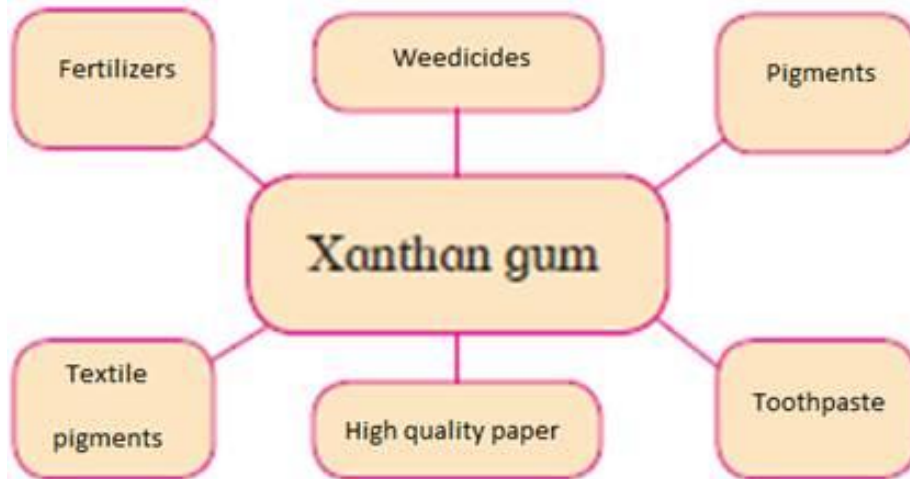 Fertilizers
Weedicides
Pigments
Xanthan gum
Textile
pigments
High quality paper
Toothpaste